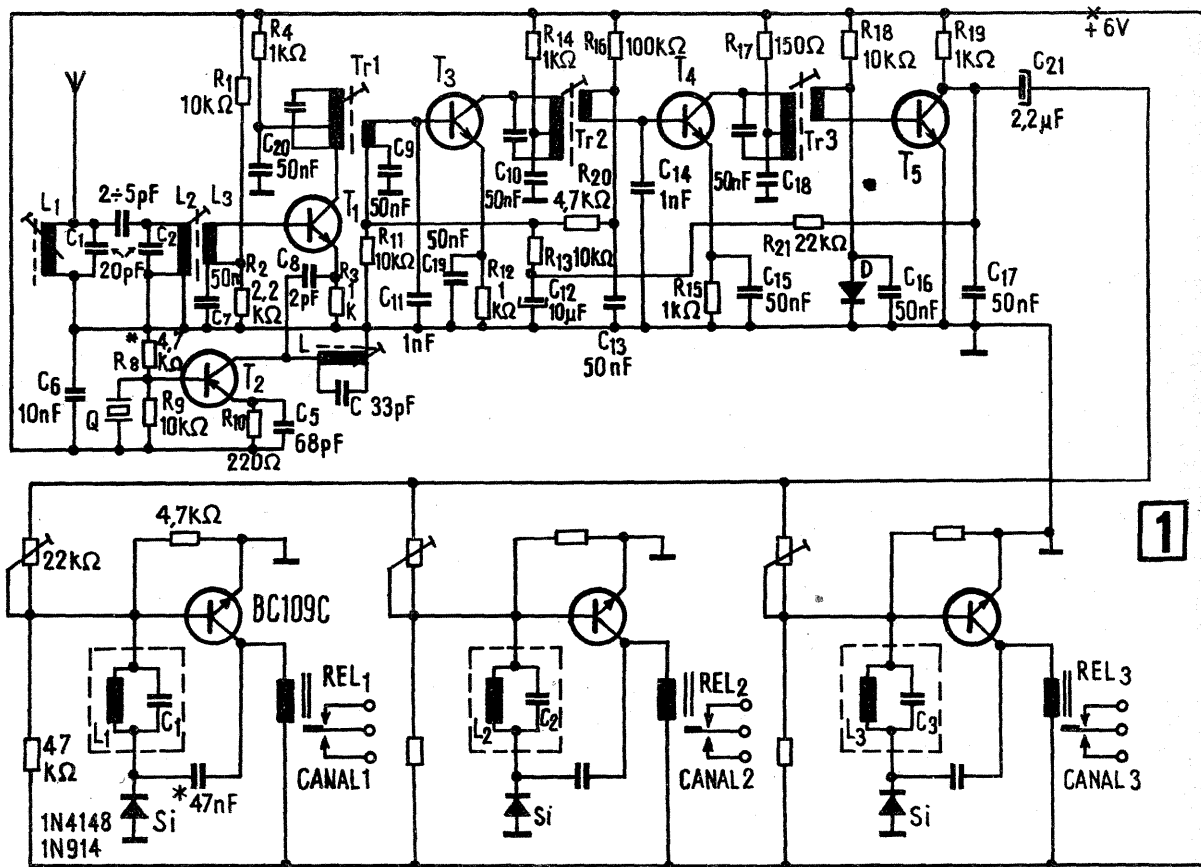 R4
1kΩ
R1
10kΩ
Tr1
C20
50nF
T1
L1
2÷5pF
L2
L3
C1
C2
20pF
50n
C7
R2
2,2
kΩ
C8
2pF
R3
1
K
C9
50nF
R11
10kΩ
T3
C11
1nF
50nF
C19
R12
1
kΩ
R14
1kΩ
C10
50nF
Tr2
R16
100kΩ
R20
4,7kΩ
R13
10kΩ
C12
10µF
C13
50nF
T4
C14
1nF
R15
1kΩ
C15
50nF
R17
150Ω
50nF
C18
Tr3
R18
10kΩ
R19
1kΩ
T5
R21
22kΩ
D
C16
50nF
C17
50nF
+ 6V
C21
2,2µF
C6
10nF
Q
*
R8
4,7
KΩ
R9
10kΩ
T2
R10
220Ω
C5
68pF
L
C
33pF
1
22kΩ
4,7kΩ
BC109C
L1
C1
47
kΩ
*47nF
Si
1N4148
1N914
REL1
CANAL1
L2
C2
Si
REL2
CANAL2
L3
C3
Si
REL3
CANAL3